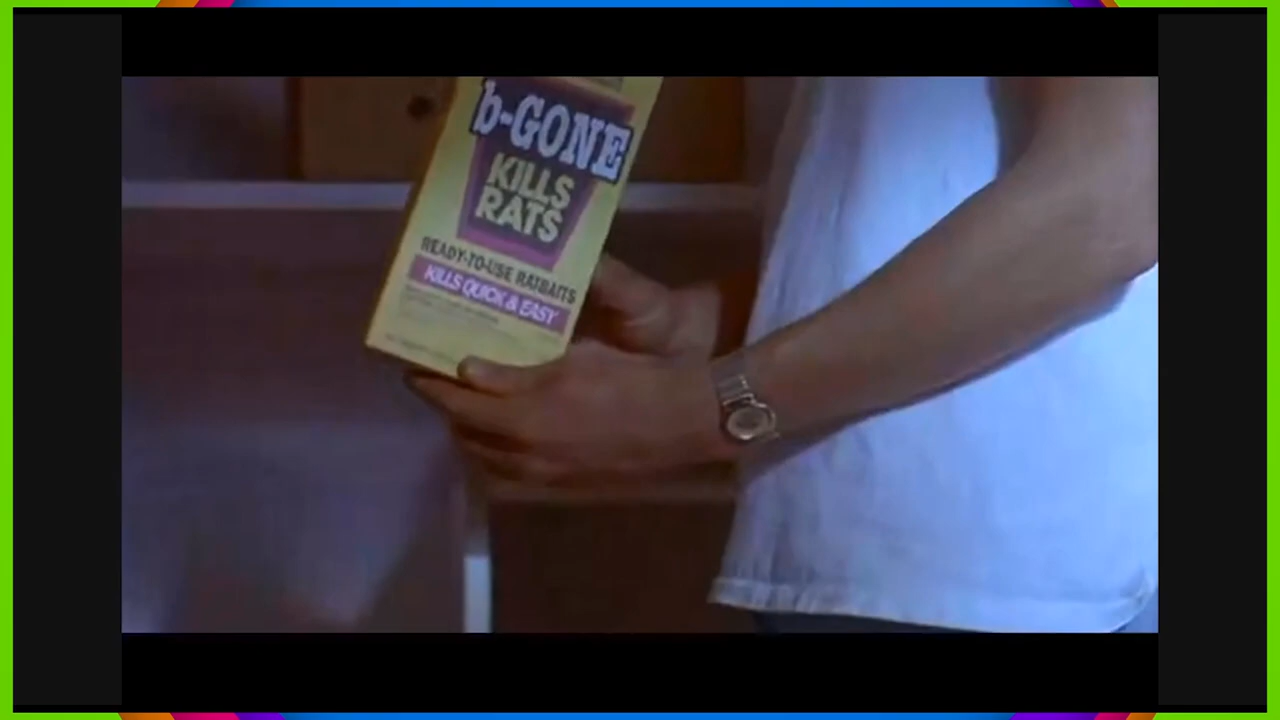 b-GONE
KILLS
RATS
READY-TO-USE RATBAITS
KILLS QUICK & EASY